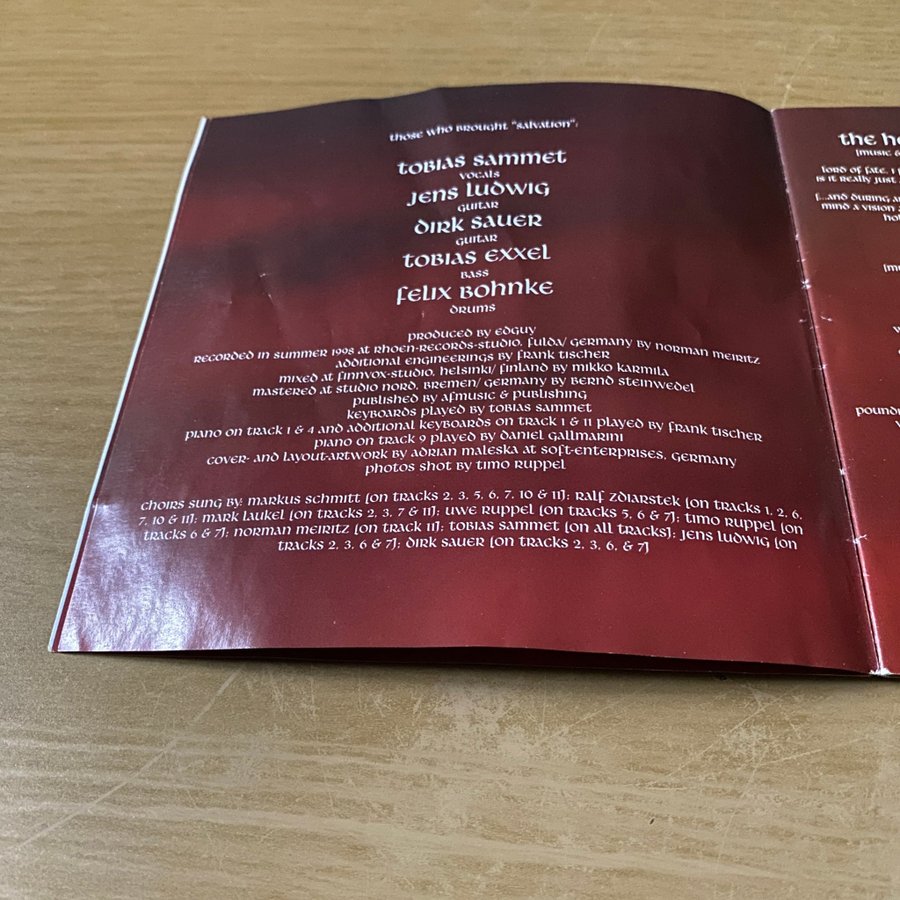 those who brought "salvation":
tobias sammet
vocals
jens ludwig
guitar
dirk sauer
guitar
tobias exxel
bass
felix bohnke
drums
produced by edguy
recorded in summer 1998 at rhoen-records-studio, fulda/ germany by norman meiritz
additional engineerings by frank tischer
mixed at finnvox-studio, helsinki/ finland by mikko karmila
mastered at studio nord, bremen/ germany by bernd steinwedel
published by afmusic & publishing
keyboards played by tobias sammet
piano on track 1 & 4 and additional keyboards on track 1 & 11 played by frank tischer
piano on track 9 played by daniel gallmarini
cover- and layout-artwork by adrian maleska at soft-enterprises, germany
photos shot by timo ruppel
choirs sung by: markus schmitt [on tracks 2, 3, 5, 6, 7, 10 & 11]; ralf zdiarstek [on tracks 1, 2, 6,
7, 10 & 11]; mark laukel [on tracks 2, 3, 7 & 11]; uwe ruppel [on tracks 5, 6 & 7]; timo ruppel [on
tracks 6 & 7]; norman meiritz [on track 11]; tobias sammet [on all tracks]; jens ludwig [on
tracks 2, 3, 6 & 7]; dirk sauer [on tracks 2, 3, 6, & 7]
the he
[music &
lord of fate, i
is it really just
[...and during a
mind a vision a
hol
[mu
poundi